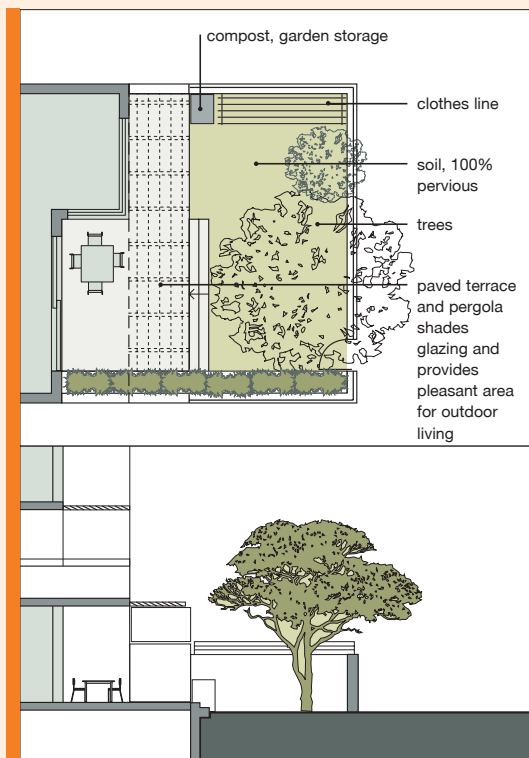 compost, garden storage
clothes line
soil, 100%
pervious
trees
paved terrace
and pergola
shades
glazing and
provides
pleasant area
for outdoor
living